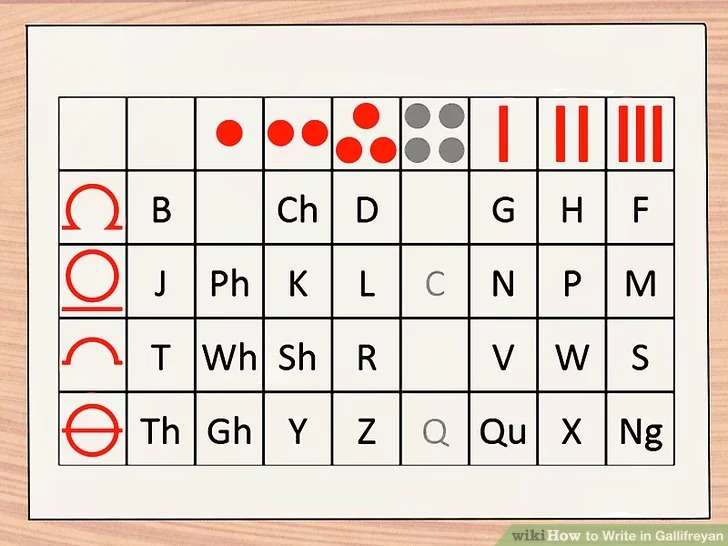 B Ch D G H F
J Ph K L C N P M
T Wh Sh R V W S
Th Gh Y Z Q Qu X Ng
wikiHow to Write in Gallifreyan